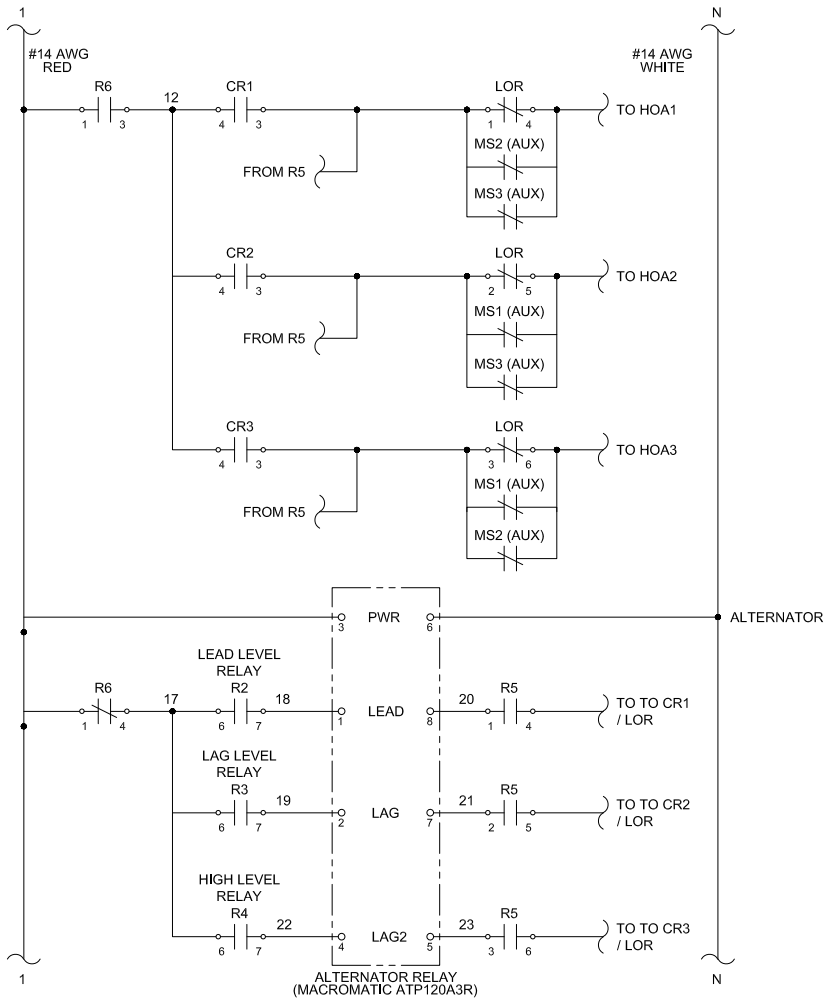 1
N
#14 AWG
RED
#14 AWG
WHITE
R6
12
CR1
LOR
1 3
4 3
1 4
TO HOA1
MS2 (AUX)
FROM R5
MS3 (AUX)
CR2
LOR
4 3
2 5
TO HOA2
MS1 (AUX)
FROM R5
MS3 (AUX)
CR3
LOR
4 3
3 6
TO HOA3
MS1 (AUX)
FROM R5
MS2 (AUX)
3 PWR 6
ALTERNATOR
LEAD LEVEL
RELAY
R6
17
R2
18
20
R5
1 4
6 7
1 LEAD 8
1 4
TO TO CR1
/ LOR
LAG LEVEL
RELAY
R3
19
21
R5
6 7
2 LAG 7
2 5
TO TO CR2
/ LOR
HIGH LEVEL
RELAY
R4
22
23
R5
6 7
4 LAG2 5
3 6
TO TO CR3
/ LOR
1
ALTERNATOR RELAY
(MACROMATIC ATP120A3R)
N